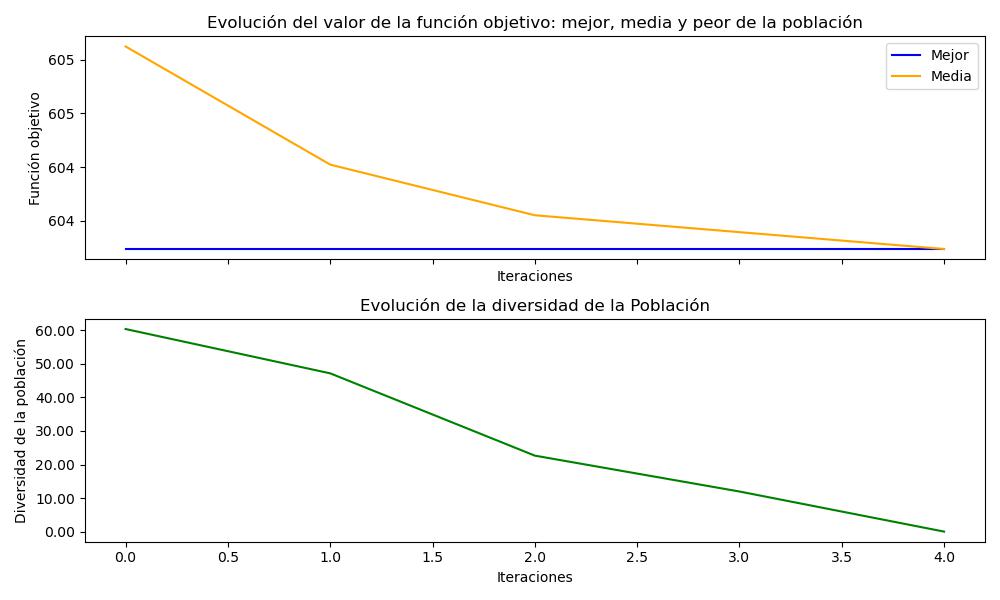 Evolución del valor de la función objetivo: mejor, media y peor de la población
Función objetivo
605
605
604
604
Mejor
Media
Iteraciones
Evolución de la diversidad de la Población
Diversidad de la población
60.00
50.00
40.00
30.00
20.00
10.00
0.00
0.0 0.5 1.0 1.5 2.0 2.5 3.0 3.5 4.0
Iteraciones